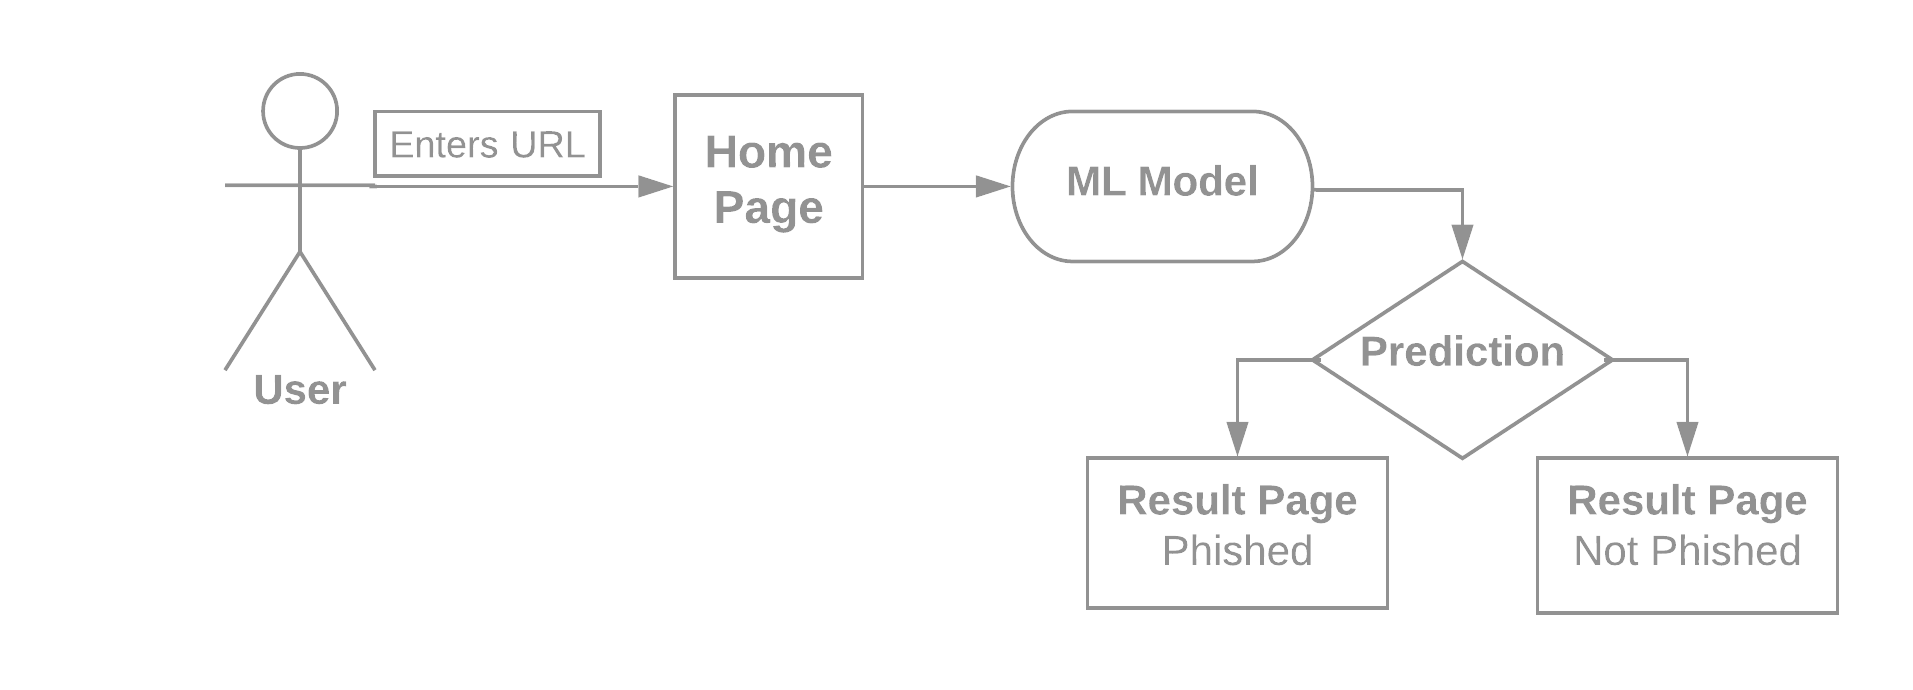 Enters URL
Home
Page
ML Model
User
Prediction
Result Page
Phished
Result Page
Not Phished